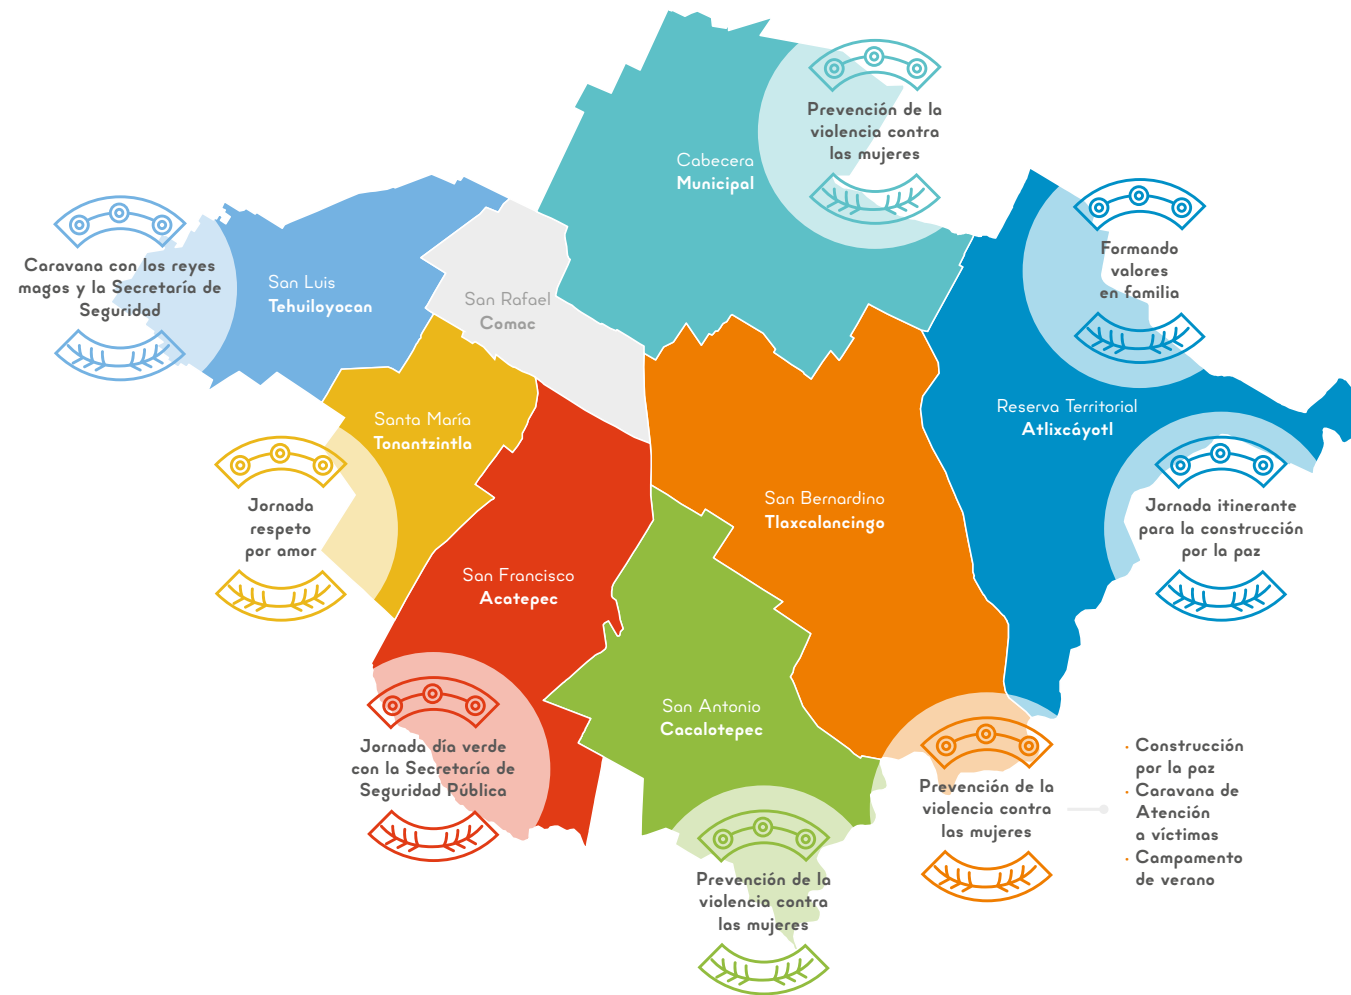 Cabecera
Municipal
Prevención de la
violencia contra
las mujeres
Formando
valores
en familia
Caravana con los reyes
magos y la Secretaría de
Seguridad
San Luis
Tehuiloyocan
San Rafael
Comac
Santa María
Tonantzintla
Reserva Territorial
Atlixcáyotl
Jornada
respeto
por amor
San Bernardino
Tlaxcalancingo
Jornada itinerante
para la construcción
por la paz
San Francisco
Acatepec
San Antonio
Cacalotepec
Jornada día verde
con la Secretaría de
Seguridad Pública
Prevención de la
violencia contra
las mujeres
· Construcción
por la paz
· Caravana de
Atención
a víctimas
· Campamento
de verano
Prevención de la
violencia contra
las mujeres